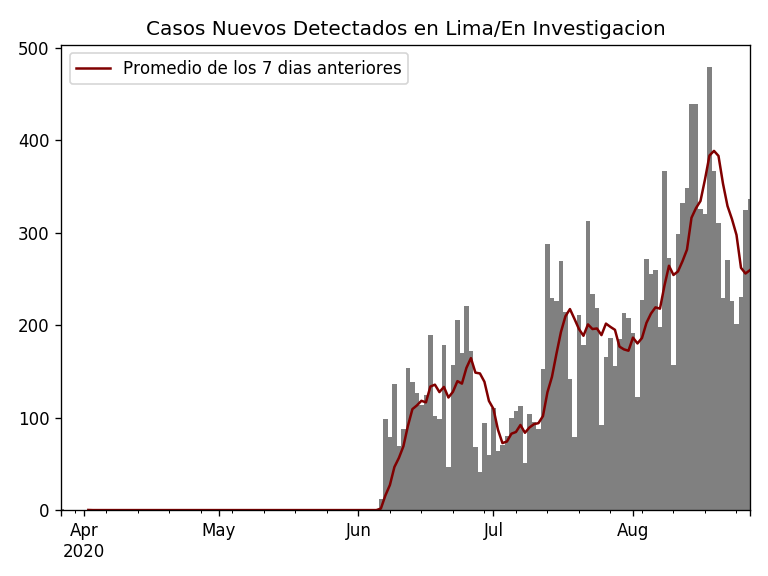 Casos Nuevos Detectados en Lima/En Investigacion
Promedio de los 7 dias anteriores
500
400
300
200
100
0
Apr
2020
May
Jun
Jul
Aug